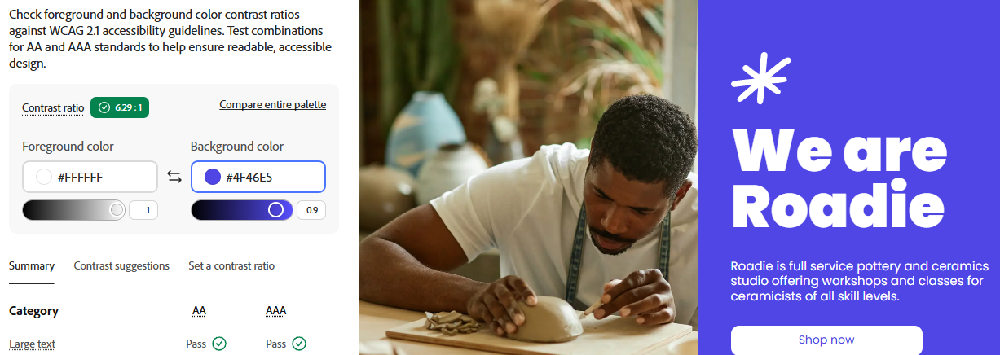 Check foreground and background color contrast ratios
against WCAG 2.1 accessibility guidelines. Test combinations
for AA and AAA standards to help ensure readable, accessible
design.
Contrast ratio 6.29 : 1 Compare entire palette
Foreground color Background color
#FFFFFF #4F46E5
1 0.9
Summary Contrast suggestions Set a contrast ratio
Category AA AAA
Large text Pass Pass
We are
Roadie
Roadie is full service pottery and ceramics
studio offering workshops and classes for
ceramicists of all skill levels.
Shop now